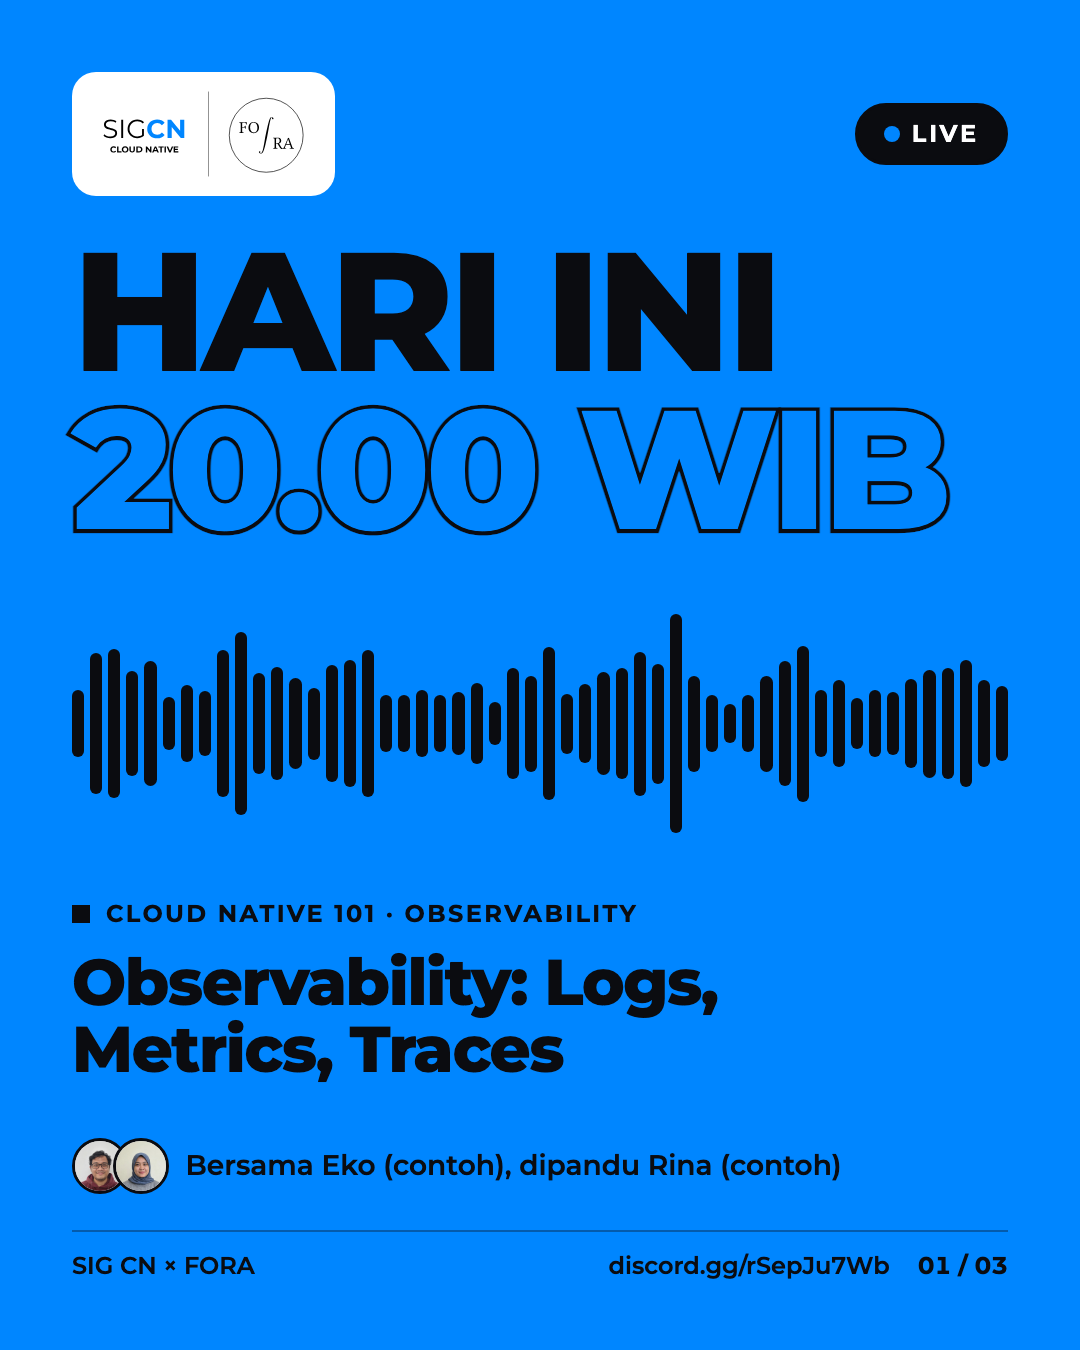 SIGCN
CLOUD NATIVE
FO
RA
LIVE
HARI INI
20.00 WIB
CLOUD NATIVE 101 · OBSERVABILITY
Observability: Logs,
Metrics, Traces
Bersama Eko (contoh), dipandu Rina (contoh)
SIG CN × FORA
discord.gg/rSepJu7Wb 01 / 03